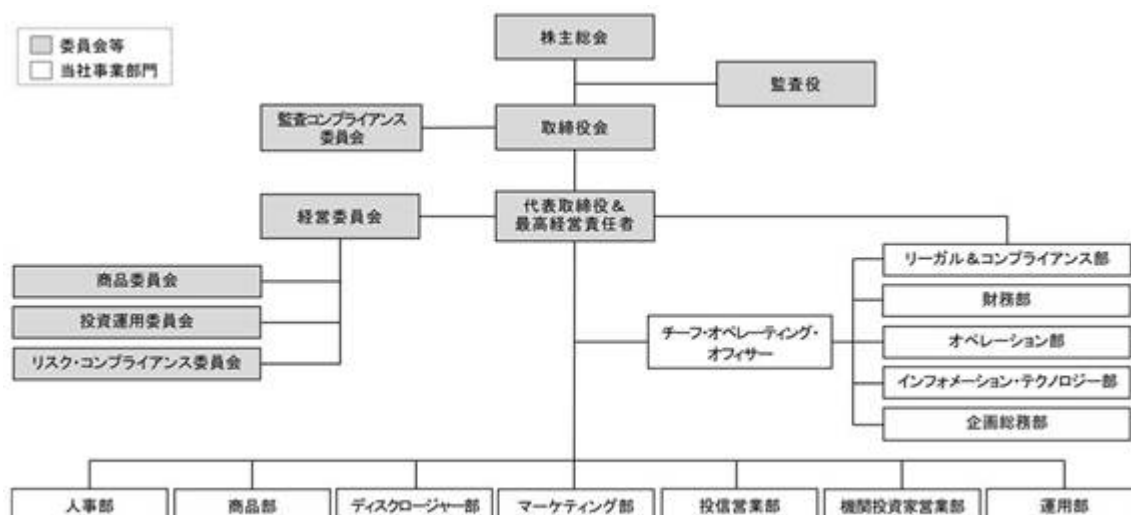 株主総会
委員会等
当社事業部門
監査役
監査コンプライアンス
委員会
取締役会
経営委員会
代表取締役&
最高経営責任者
リーガル&コンプライアンス部
商品委員会
財務部
投資運用委員会
チーフ・オペレーティング・
オフィサー
オペレーション部
リスク・コンプライアンス委員会
インフォメーション・テクノロジー部
企画総務部
人事部
商品部
ディスクロージャー部
マーケティング部
投信営業部
機関投資家営業部
運用部